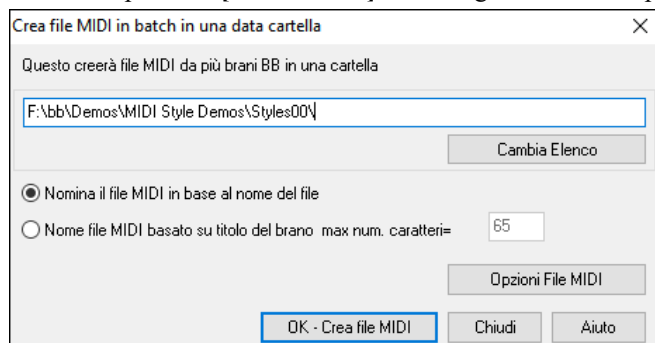 Crea file MIDI in batch in una data cartella
Questo creerà file MIDI da più brani BB in una cartella
F:\bb\Demos\MIDI Style Demos\Styles00\
Cambia Elenco
Nomina il file MIDI in base al nome del file
Nome file MIDI basato su titolo del brano max num. caratteri= 65
Opzioni File MIDI
OK - Crea file MIDI Chiudi Aiuto